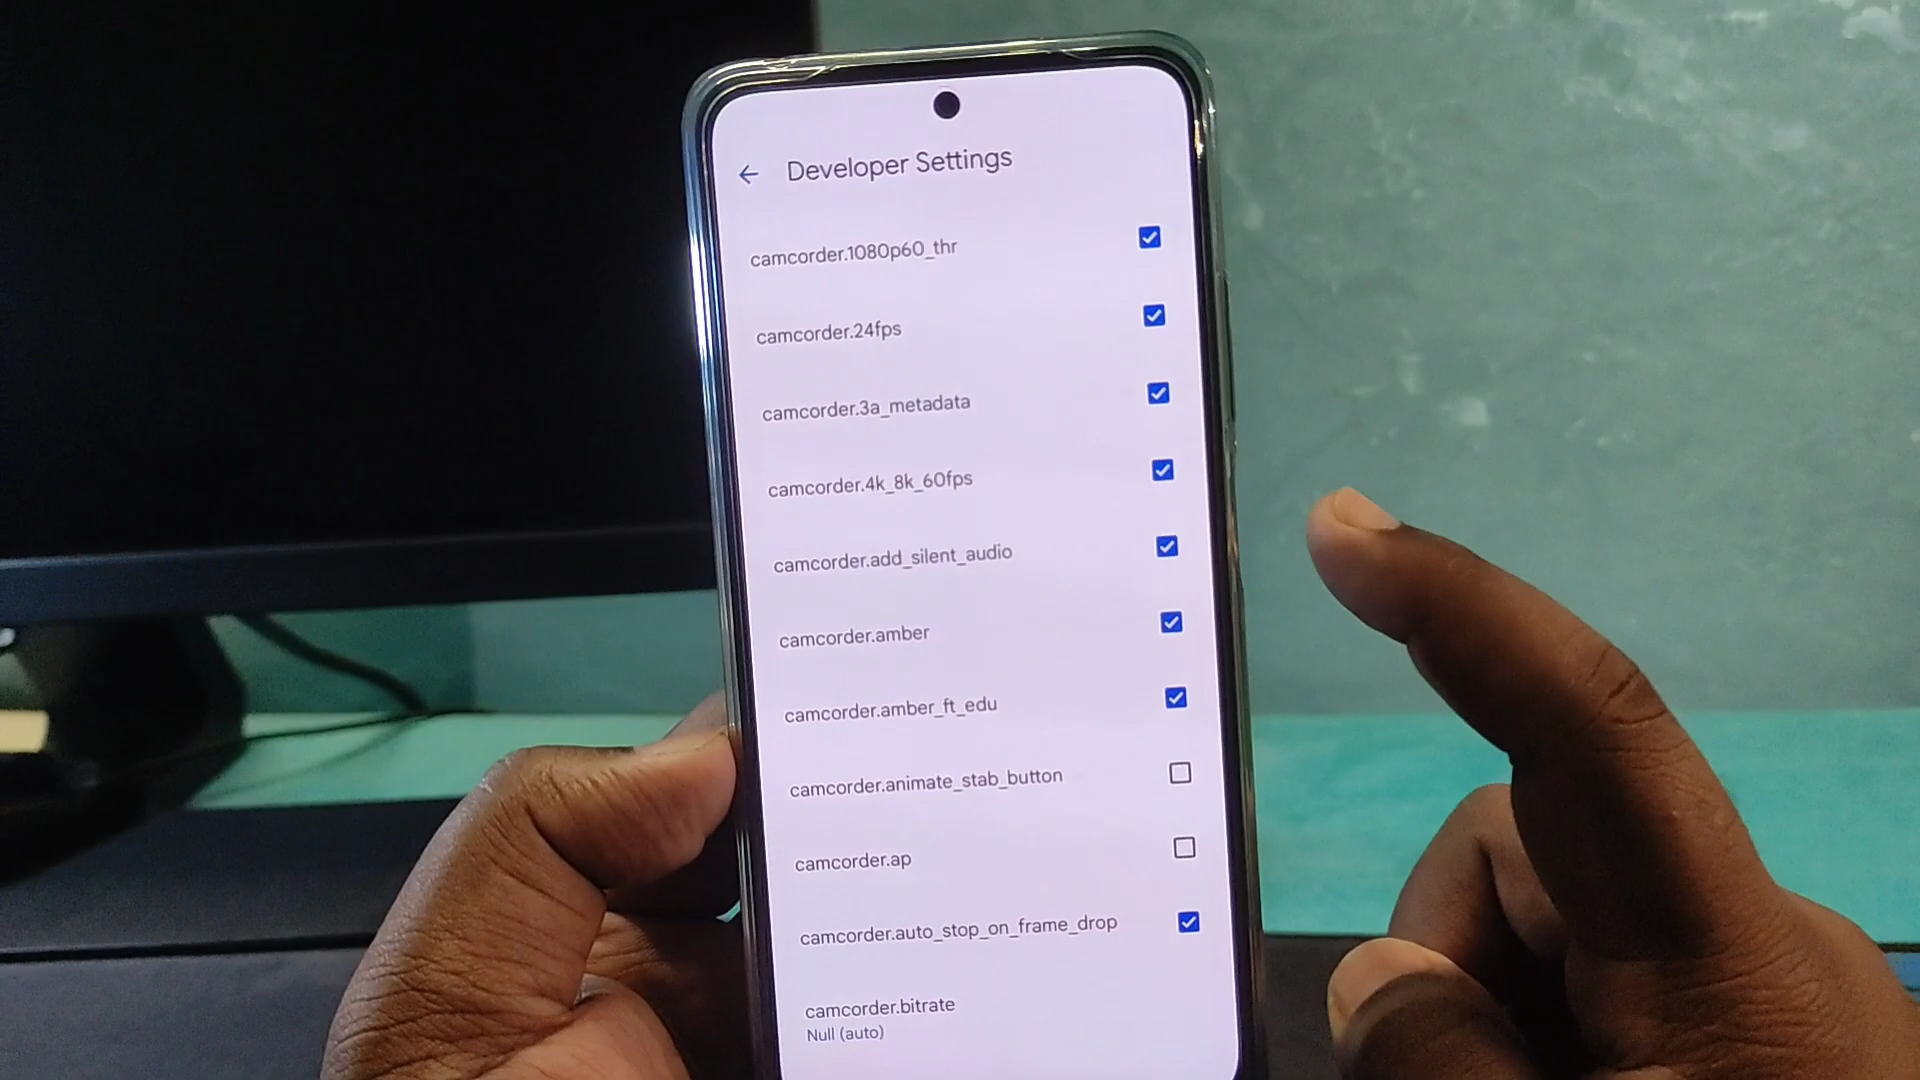 Developer Settings
camcorder.1080p60_thr
camcorder.24fps
camcorder.3a_metadata
camcorder.4k_8k_60fps
camcorder.add_silent_audio
camcorder.amber
camcorder.amber_ft_edu
camcorder.animate_stab_button
camcorder.ap
camcorder.auto_stop_on_frame_drop
camcorder.bitrate
Null (auto)